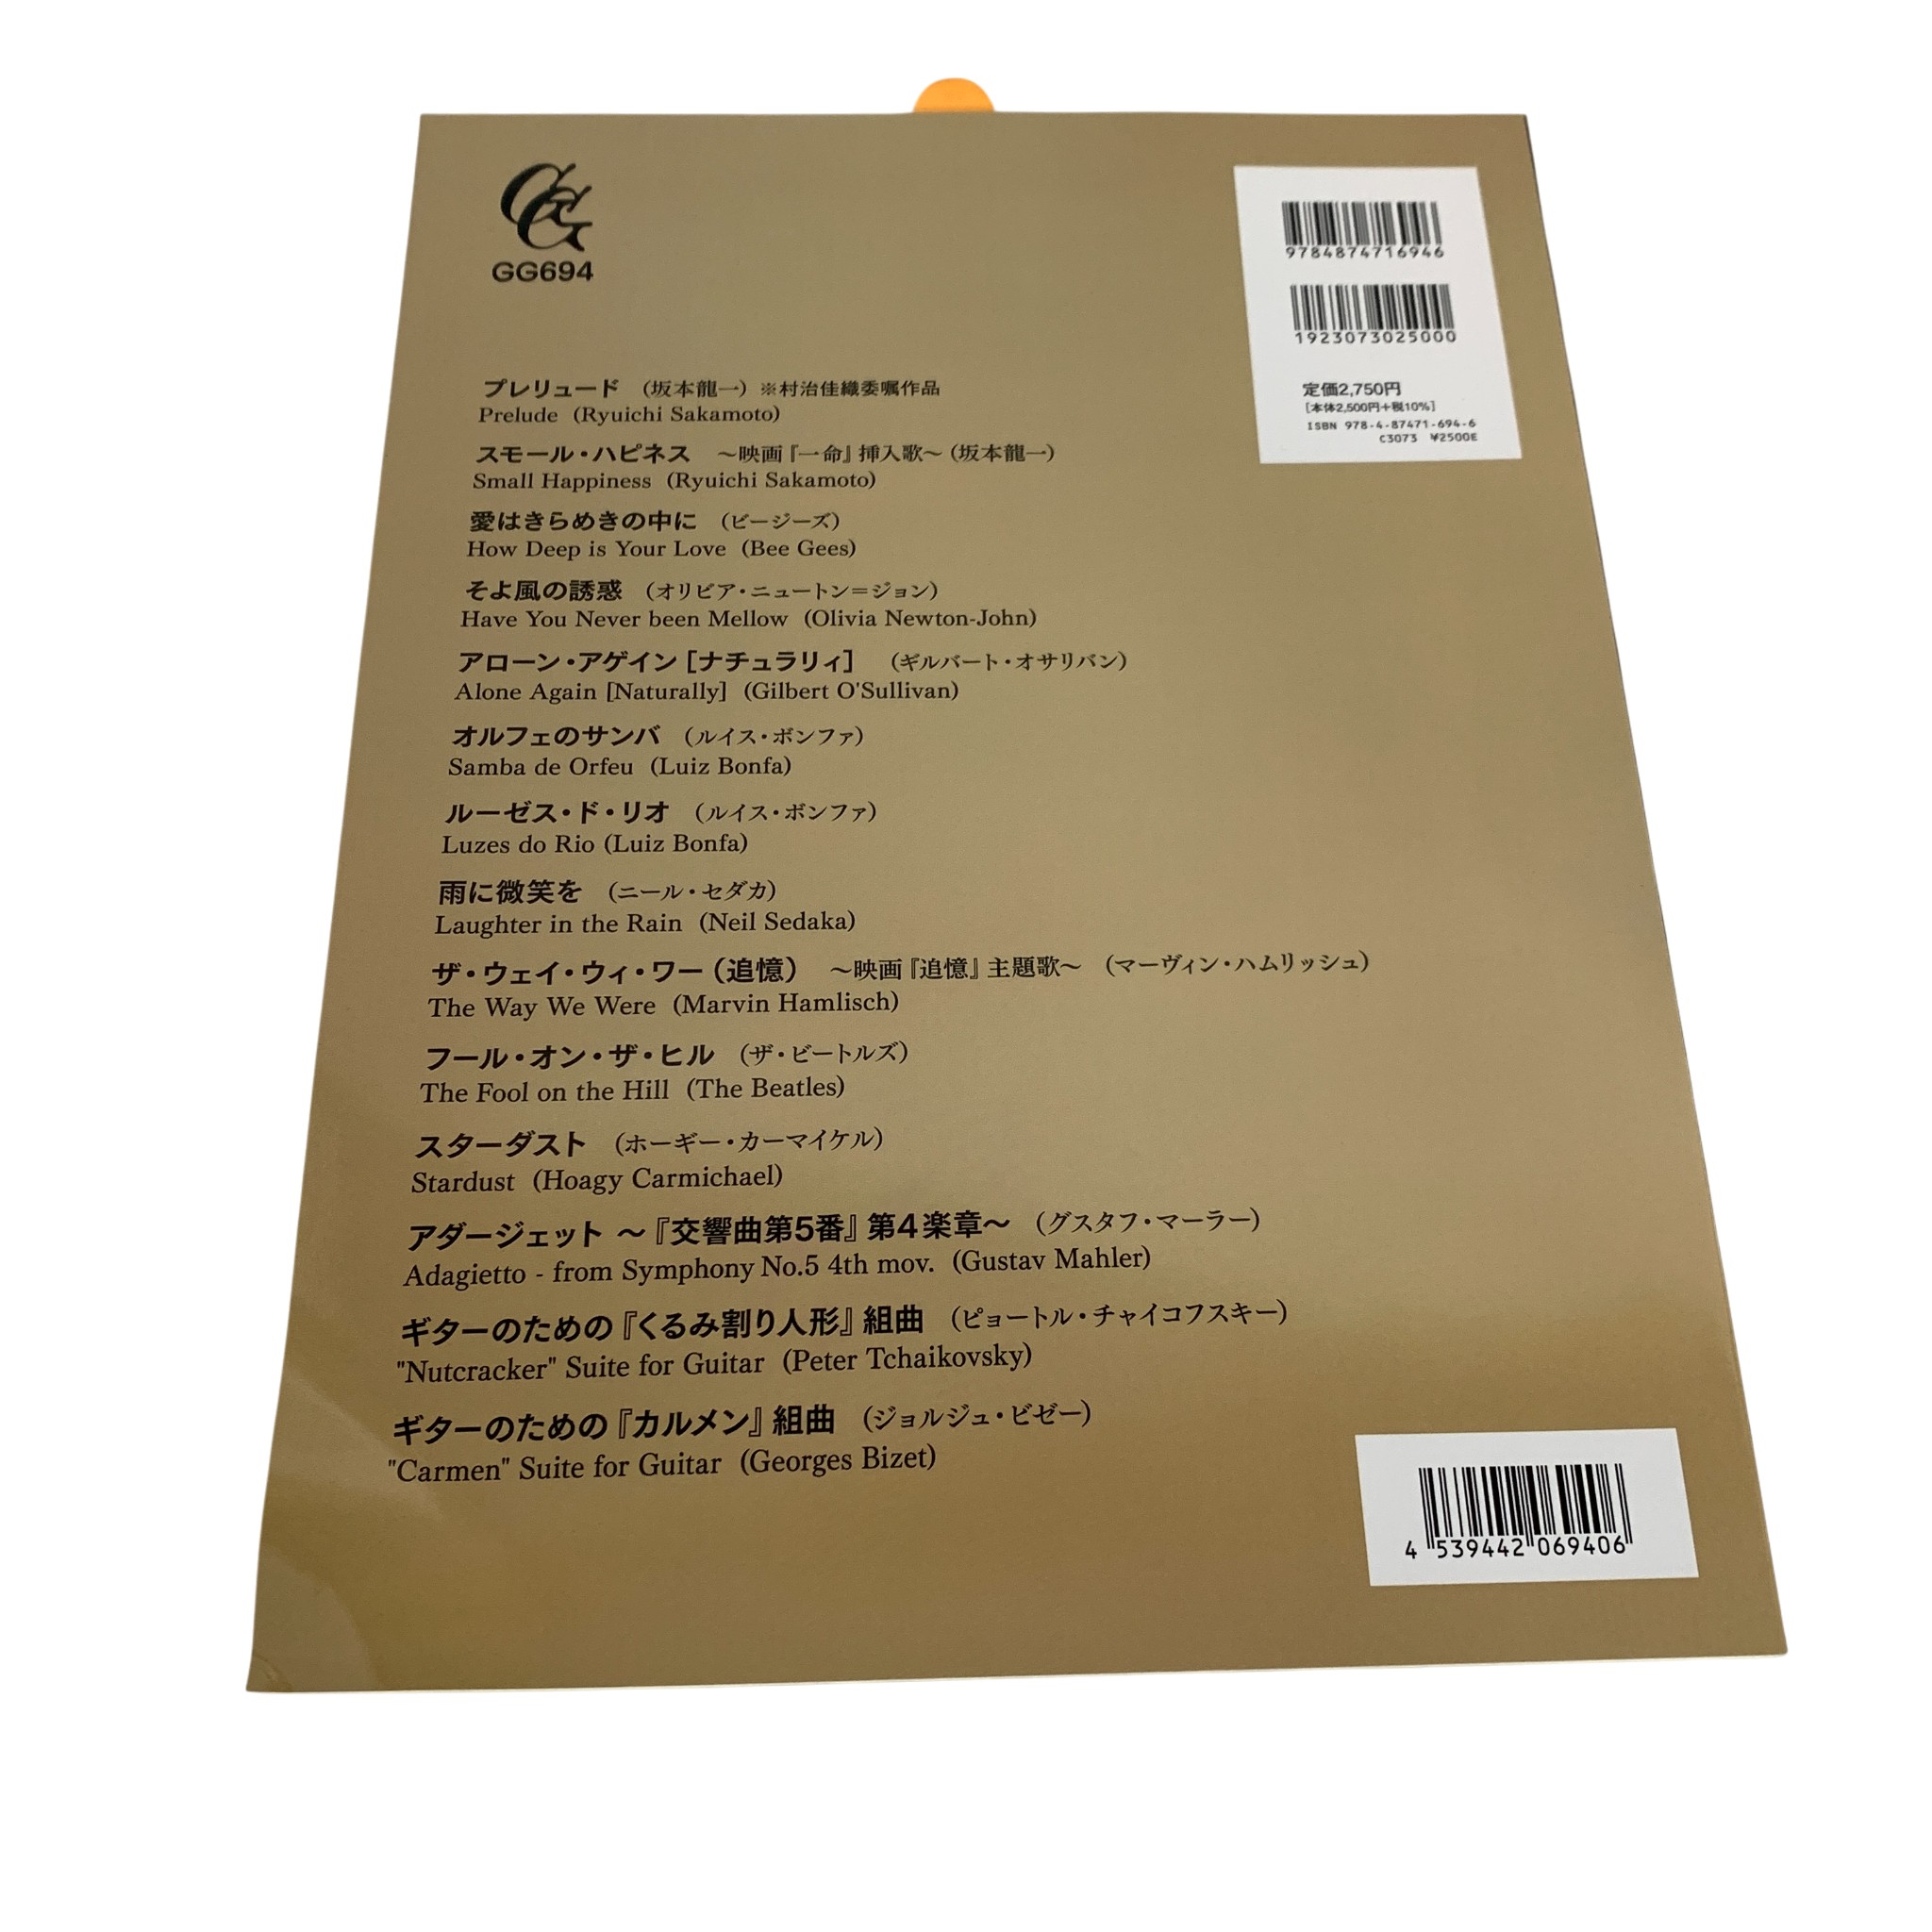 GG
GG694
9784874716946
1923073025000
定価2,750円
[本体2,500円+税10%]
ISBN 978-4-87471-694-6
C3073 ¥2500E
プレリュード （坂本龍一）※村治佳織委嘱作品
Prelude (Ryuichi Sakamoto)
スモール・ハピネス ～映画『一命』挿入歌～（坂本龍一）
Small Happiness (Ryuichi Sakamoto)
愛はきらめきの中に （ビージーズ）
How Deep is Your Love (Bee Gees)
そよ風の誘惑 （オリビア・ニュートン＝ジョン）
Have You Never been Mellow (Olivia Newton-John)
アローン・アゲイン［ナチュラリィ］ （ギルバート・オサリバン）
Alone Again [Naturally] (Gilbert O'Sullivan)
オルフェのサンバ （ルイス・ボンファ）
Samba de Orfeu (Luiz Bonfa)
ルーゼス・ド・リオ （ルイス・ボンファ）
Luzes do Rio (Luiz Bonfa)
雨に微笑を （ニール・セダカ）
Laughter in the Rain (Neil Sedaka)
ザ・ウェイ・ウィ・ワー（追憶） ～映画『追憶』主題歌～ （マーヴィン・ハムリッシュ）
The Way We Were (Marvin Hamlisch)
フール・オン・ザ・ヒル （ザ・ビートルズ）
The Fool on the Hill (The Beatles)
スターダスト （ホーギー・カーマイケル）
Stardust (Hoagy Carmichael)
アダージェット ～『交響曲第5番』第4楽章～ （グスタフ・マーラー）
Adagietto - from Symphony No.5 4th mov. (Gustav Mahler)
ギターのための『くるみ割り人形』組曲 （ピョートル・チャイコフスキー）
"Nutcracker" Suite for Guitar (Peter Tchaikovsky)
ギターのための『カルメン』組曲 （ジョルジュ・ビゼー）
"Carmen" Suite for Guitar (Georges Bizet)
4 539442 069406